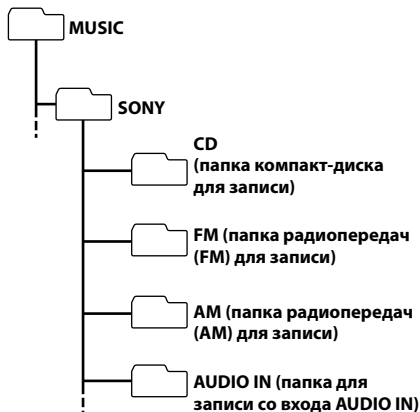 MUSIC
SONY
CD
(папка компакт-диска
для записи)
FM (папка радиопередач
(FM) для записи)
AM (папка радиопередач
(AM) для записи)
AUDIO IN (папка для
записи со входа AUDIO IN)